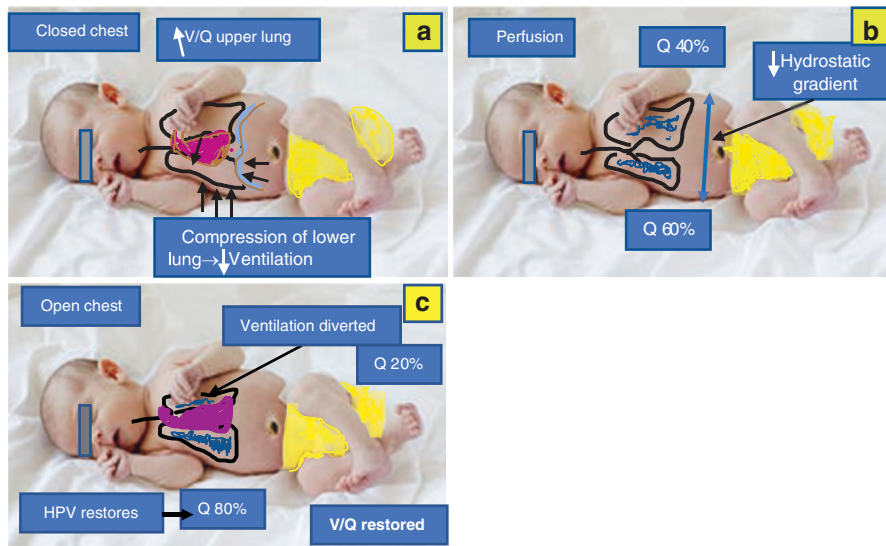 Closed chest
↑V/Q upper lung
a
Compression of lower
lung→↓Ventilation
Perfusion
Q 40%
b
↓Hydrostatic
gradient
Q 60%
Open chest
c
Ventilation diverted
Q 20%
HPV restores
Q 80%
V/Q restored